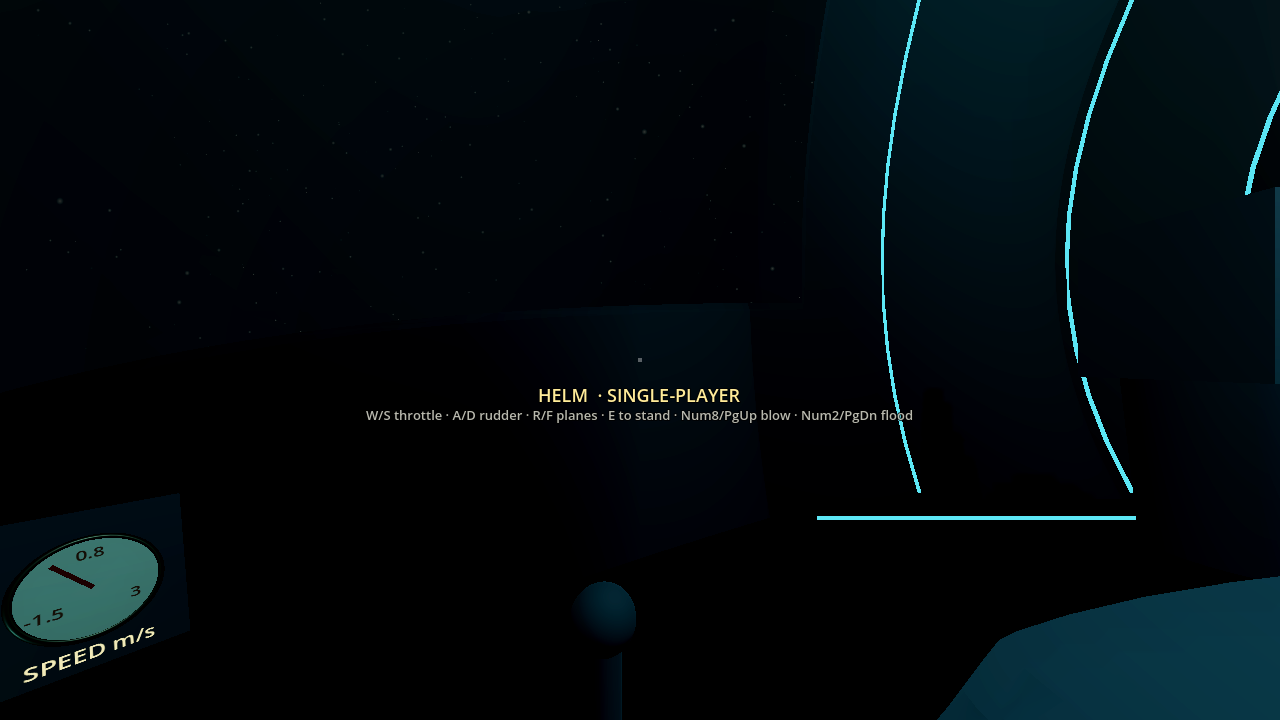 HELM · SINGLE-PLAYER
W/S throttle · A/D rudder · R/F planes · E to stand · Num8/PgUp blow · Num2/PgDn flood
0.8
-1.5
3
SPEED m/s